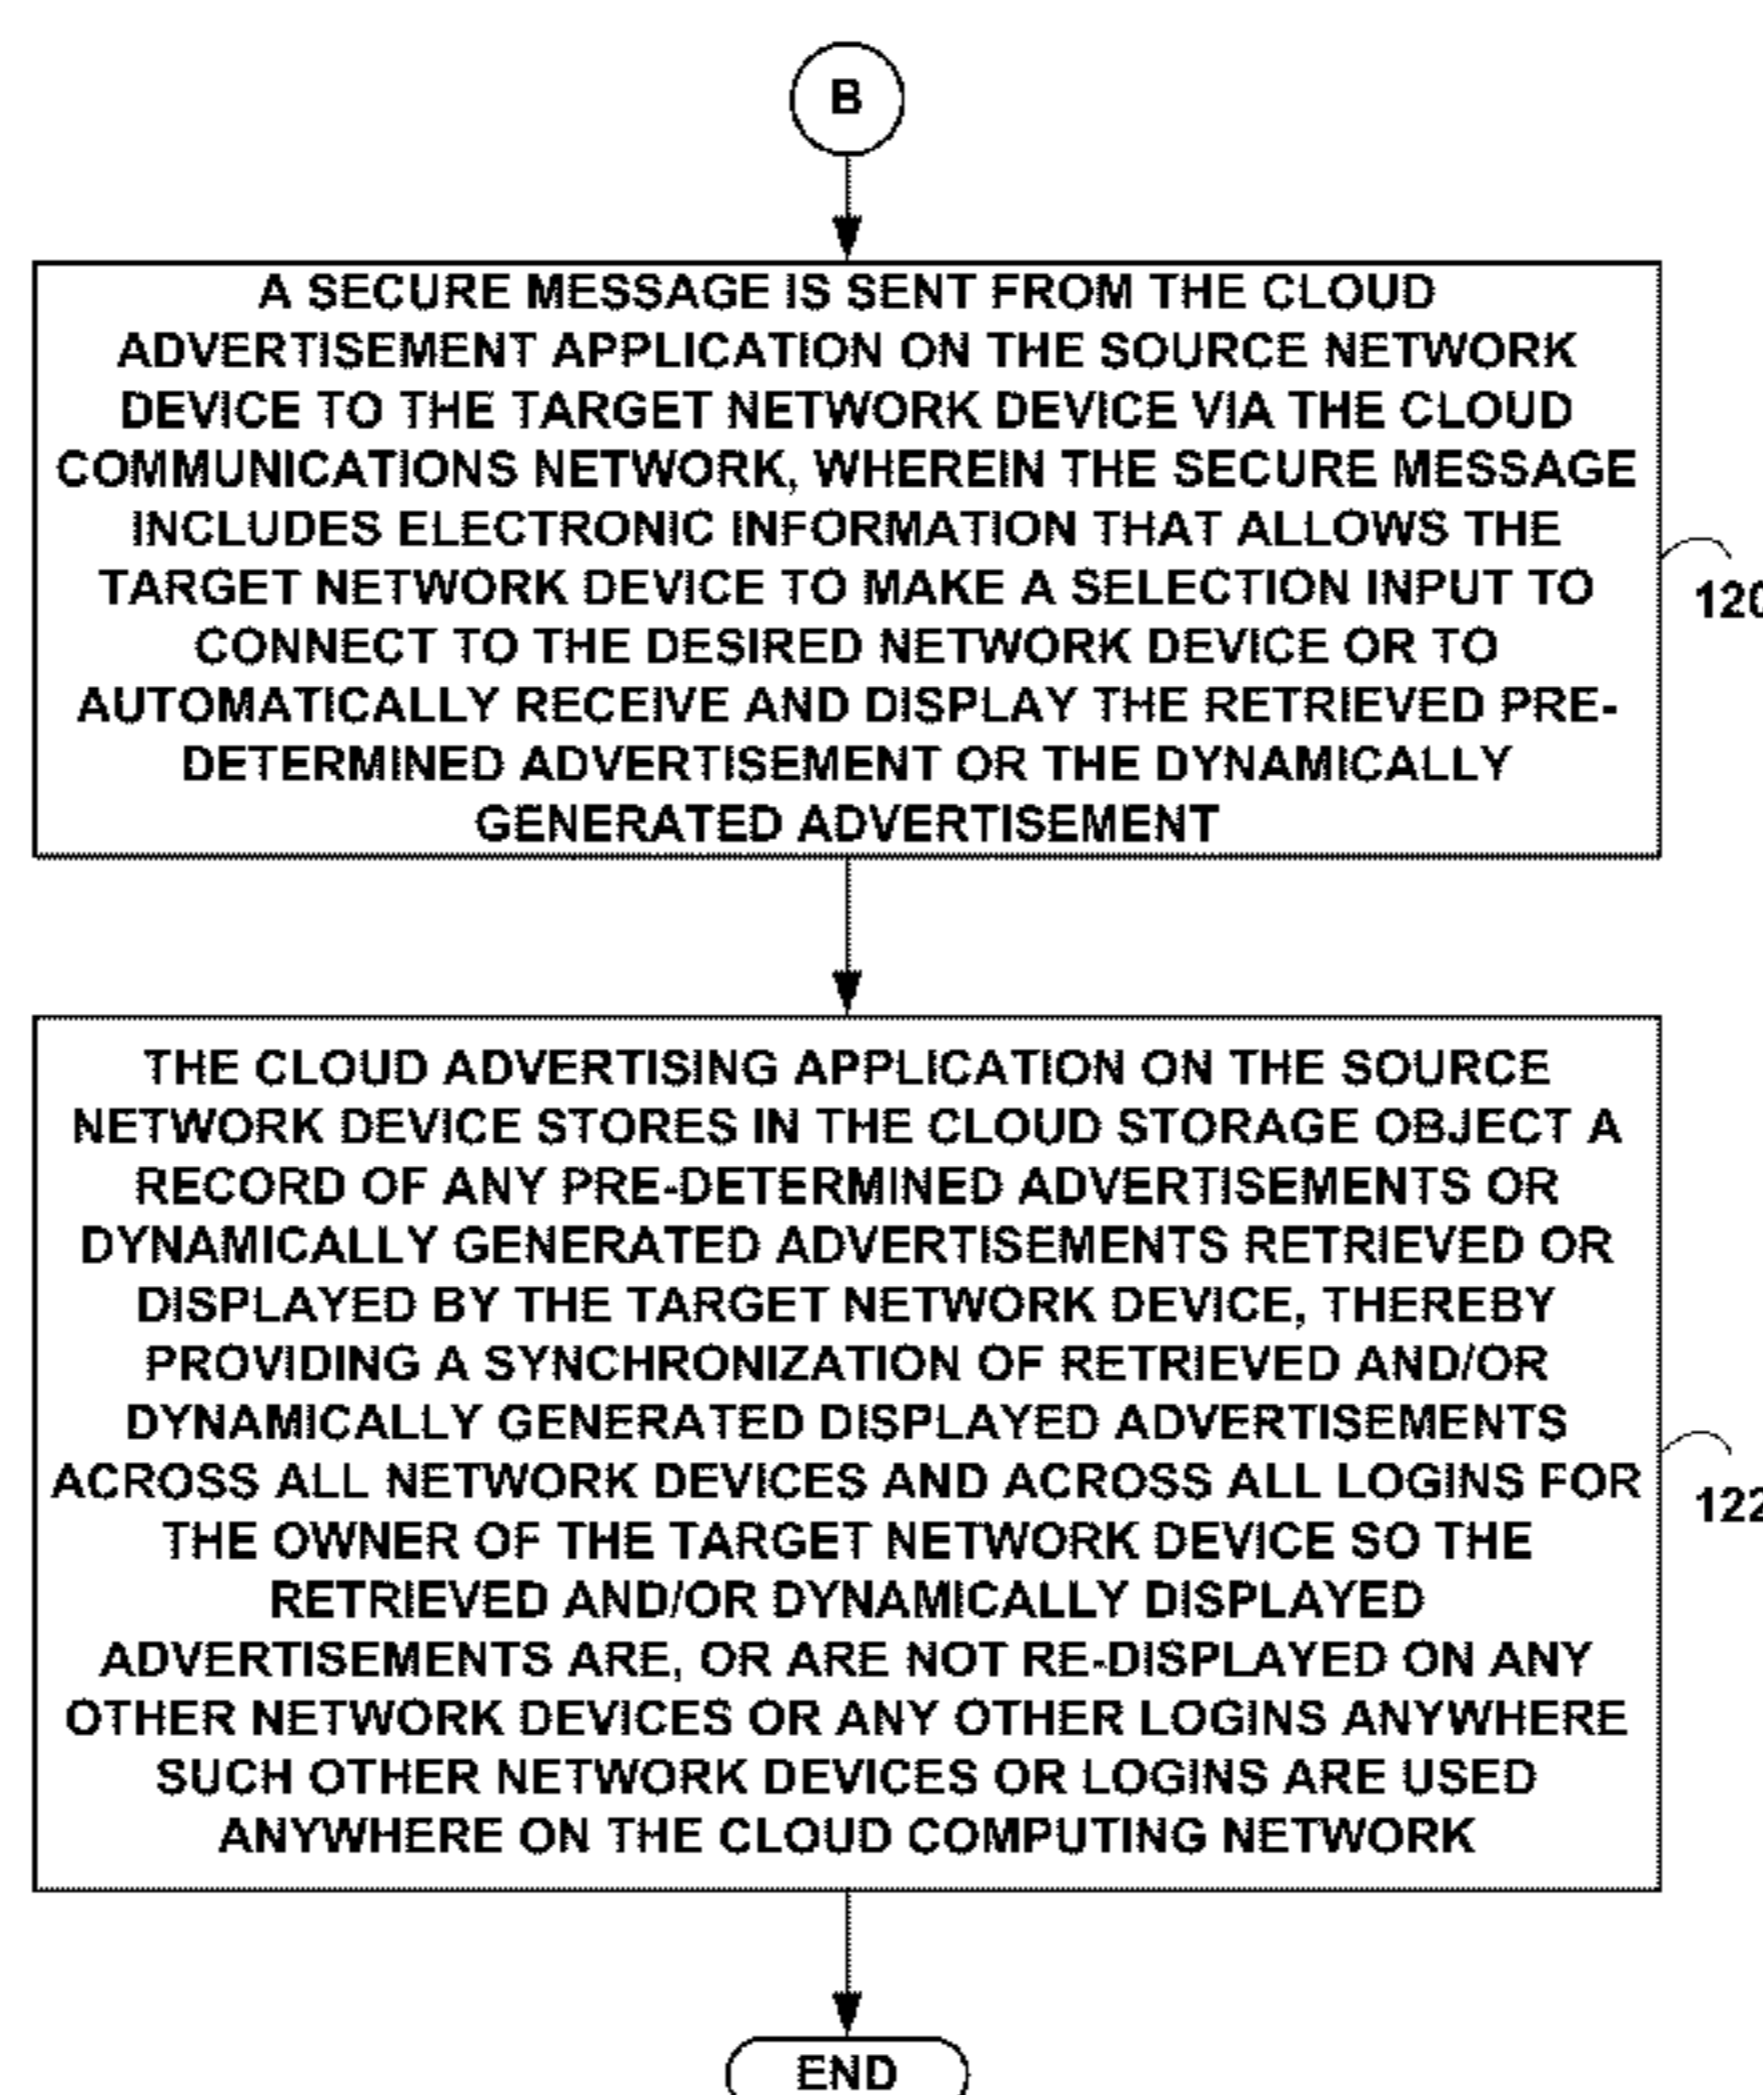 B
A SECURE MESSAGE IS SENT FROM THE CLOUD
ADVERTISEMENT APPLICATION ON THE SOURCE NETWORK
DEVICE TO THE TARGET NETWORK DEVICE VIA THE CLOUD
COMMUNICATIONS NETWORK, WHEREIN THE SECURE MESSAGE
INCLUDES ELECTRONIC INFORMATION THAT ALLOWS THE
TARGET NETWORK DEVICE TO MAKE A SELECTION INPUT TO
CONNECT TO THE DESIRED NETWORK DEVICE OR TO
AUTOMATICALLY RECEIVE AND DISPLAY THE RETRIEVED PRE-
DETERMINED ADVERTISEMENT OR THE DYNAMICALLY
GENERATED ADVERTISEMENT
120
THE CLOUD ADVERTISING APPLICATION ON THE SOURCE
NETWORK DEVICE STORES IN THE CLOUD STORAGE OBJECT A
RECORD OF ANY PRE-DETERMINED ADVERTISEMENTS OR
DYNAMICALLY GENERATED ADVERTISEMENTS RETRIEVED OR
DISPLAYED BY THE TARGET NETWORK DEVICE, THEREBY
PROVIDING A SYNCHRONIZATION OF RETRIEVED AND/OR
DYNAMICALLY GENERATED DISPLAYED ADVERTISEMENTS
ACROSS ALL NETWORK DEVICES AND ACROSS ALL LOGINS FOR
THE OWNER OF THE TARGET NETWORK DEVICE SO THE
RETRIEVED AND/OR DYNAMICALLY DISPLAYED
ADVERTISEMENTS ARE, OR ARE NOT RE-DISPLAYED ON ANY
OTHER NETWORK DEVICES OR ANY OTHER LOGINS ANYWHERE
SUCH OTHER NETWORK DEVICES OR LOGINS ARE USED
ANYWHERE ON THE CLOUD COMPUTING NETWORK
122
END